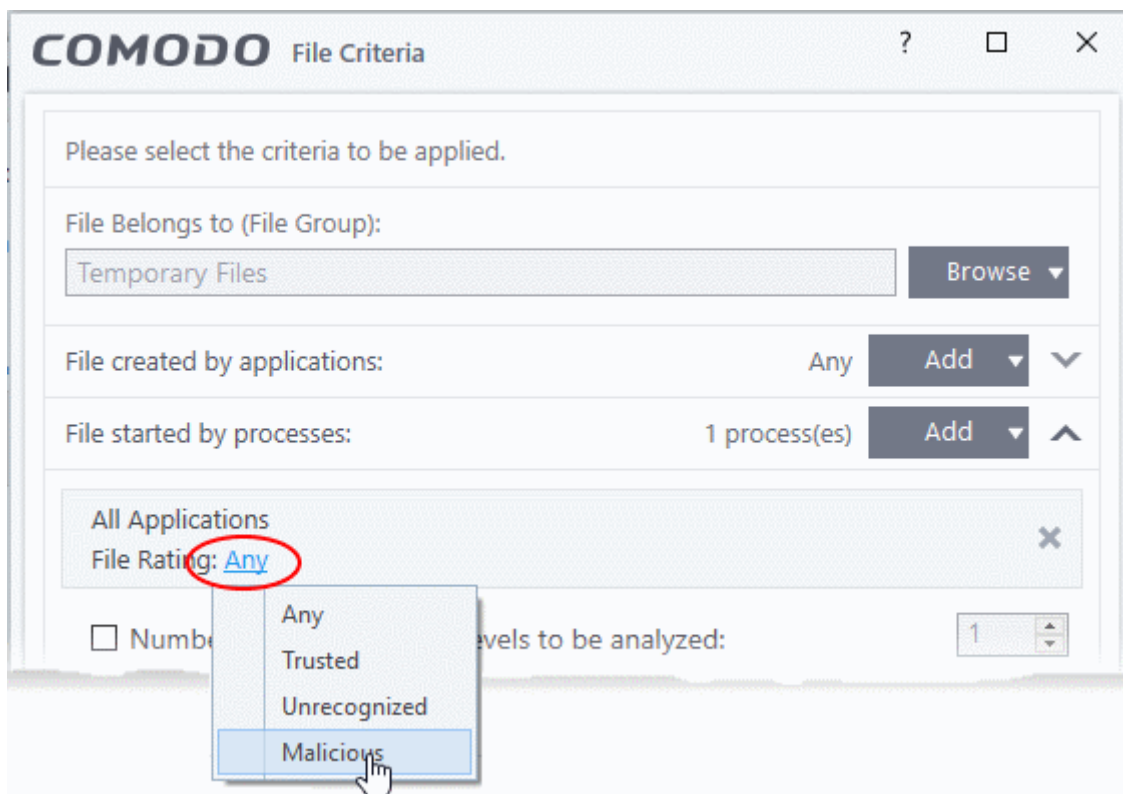 COMODO File Criteria ?
Please select the criteria to be applied.
File Belongs to (File Group):
Temporary Files Browse
File created by applications: Any Add
File started by processes: 1 process(es) Add
All Applications
File Rating: Any
Any
to be analyzed: 1
Trusted
Unrecognized
Malicious